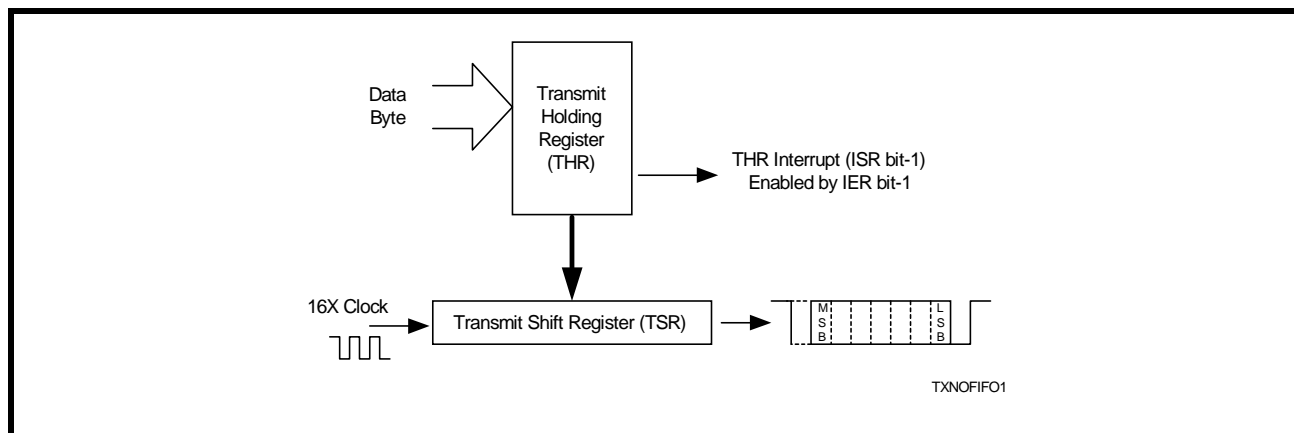 Data
Byte
Transmit
Holding
Register
(THR)
THR Interrupt (ISR bit-1)
Enabled by IER bit-1
16X Clock
Transmit Shift Register (TSR)
M
S
B
L
S
B
TXNOFIFO1